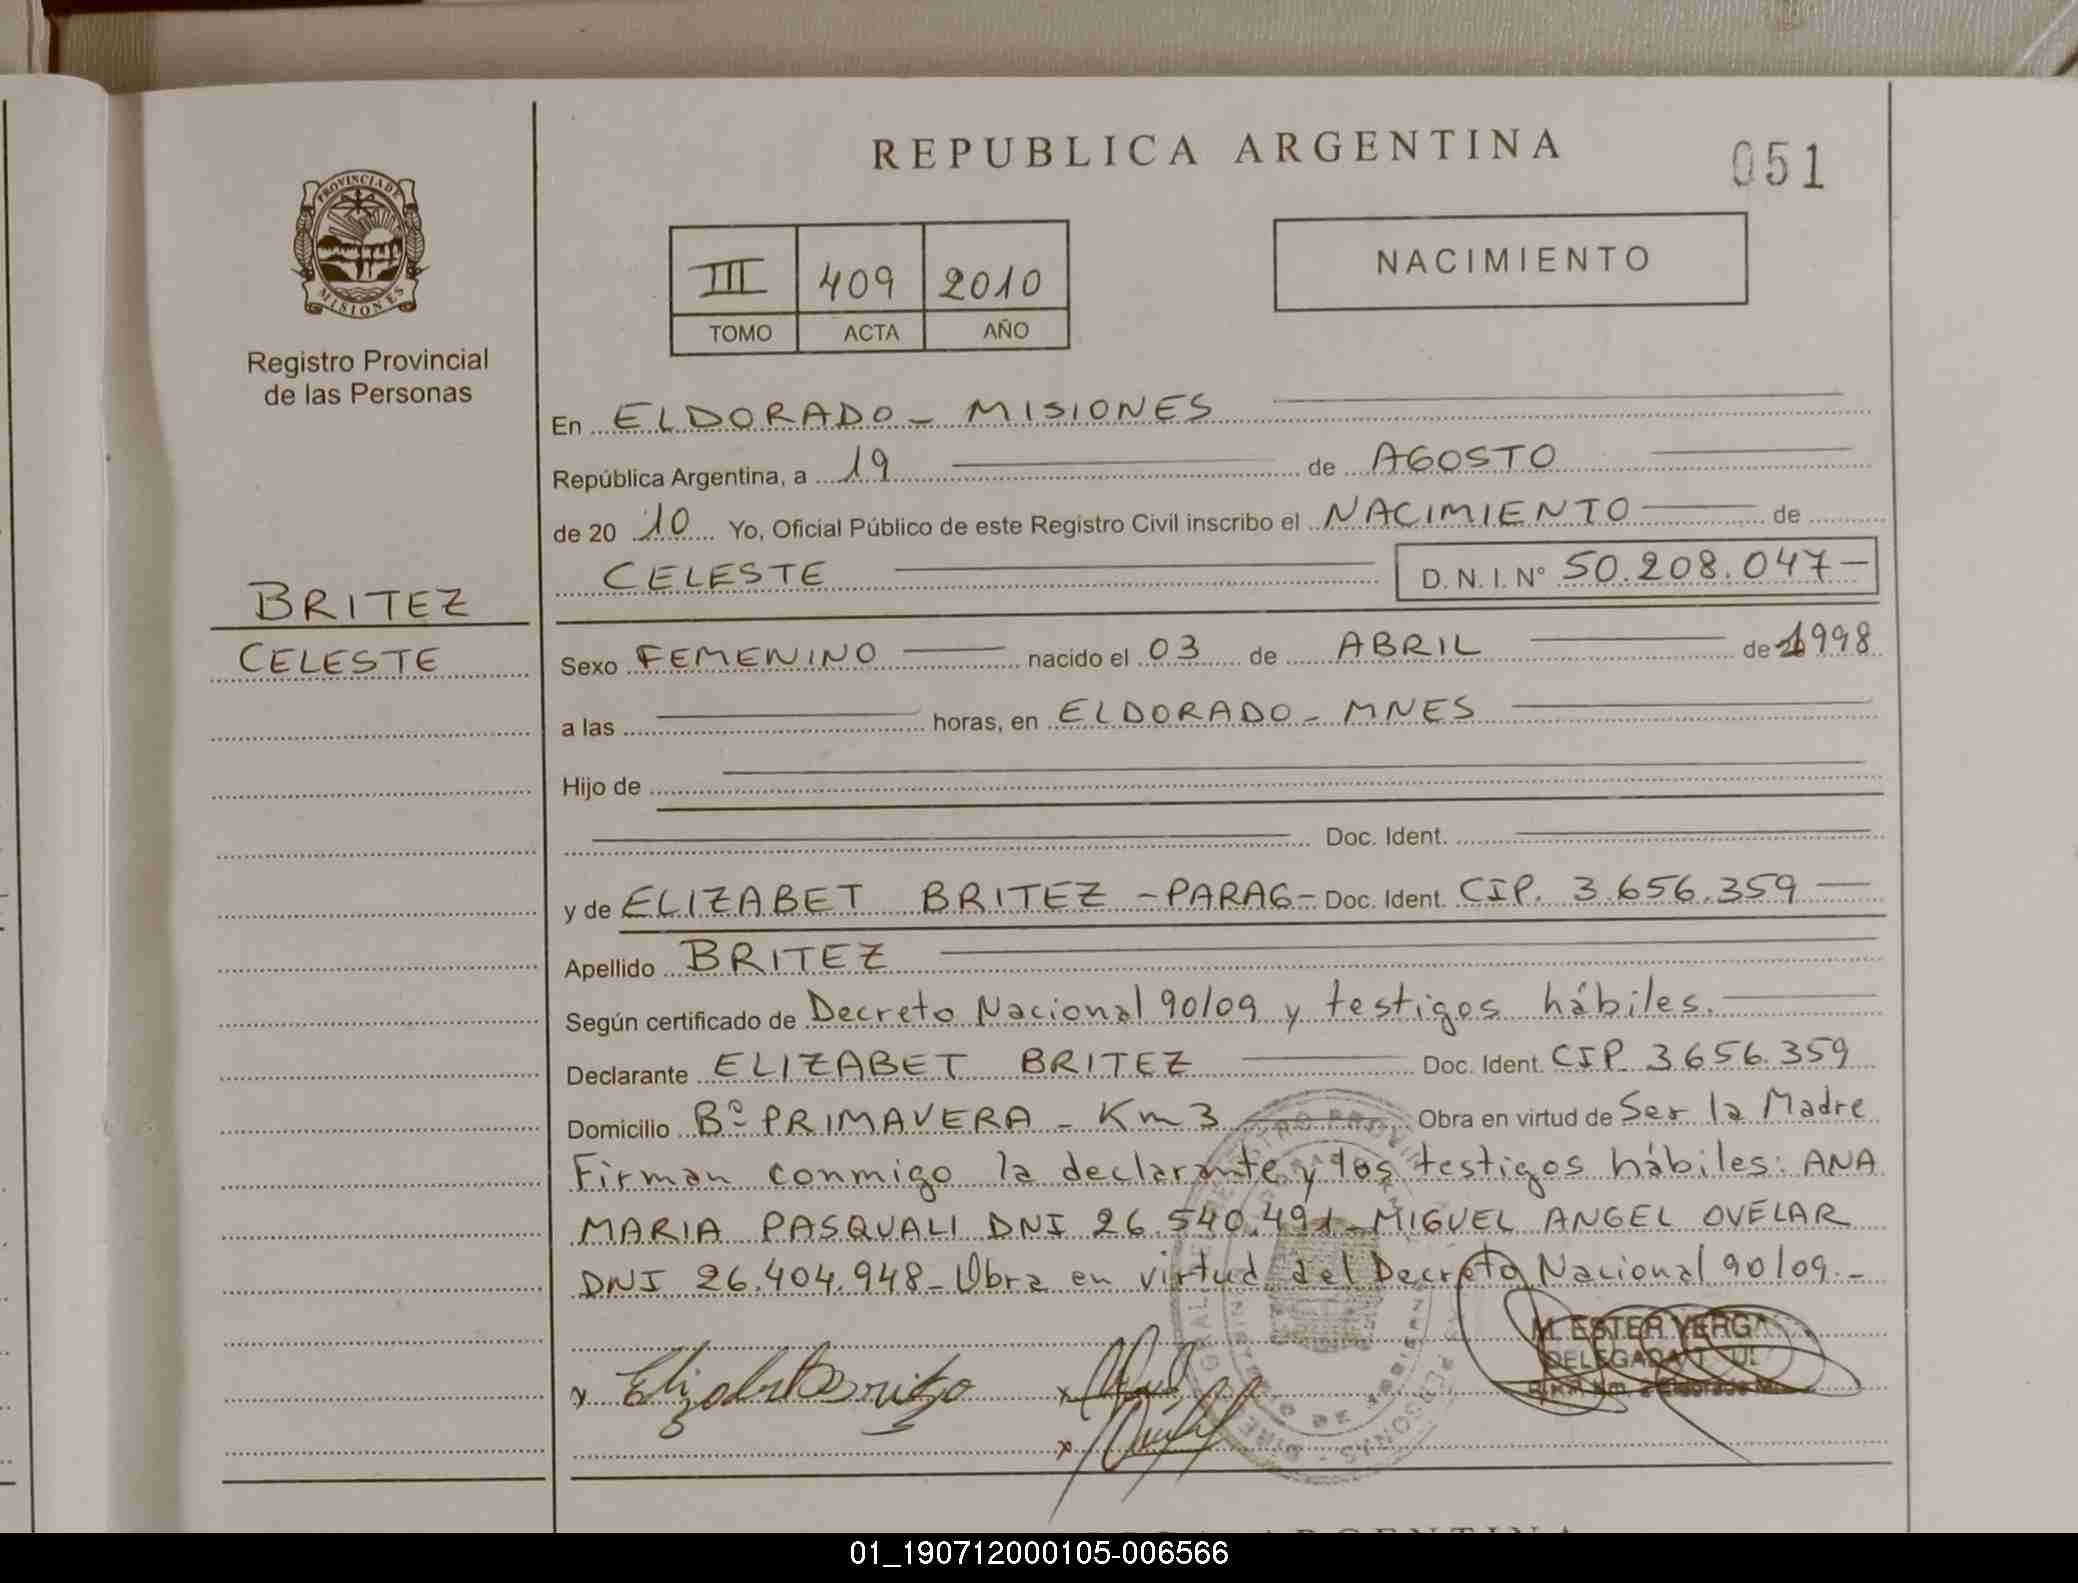 REPUBLICA ARGENTINA
051
PROVINCIA DE
MISIONES
Registro Provincial
de las Personas
III 409 2010
TOMO ACTA AÑO
NACIMIENTO
En ELDORADO - MISIONES
República Argentina, a 19 de AGOSTO
de 20 10 Yo, Oficial Público de este Registro Civil inscribo el NACIMIENTO de
CELESTE D.N.I. N° 50.208.047-
BRITEZ
CELESTE
Sexo FEMENINO nacido el 03 de ABRIL de 1998
a las horas, en ELDORADO - MNES
Hijo de
Doc. Ident.
y de ELIZABET BRITEZ - PARAG - Doc. Ident. CIP. 3.656.359
Apellido BRITEZ
Según certificado de Decreto Nacional 90/09 y testigos hábiles.
Declarante ELIZABET BRITEZ Doc. Ident. CIP. 3.656.359
Domicilio Bº PRIMAVERA - Km 3 Obra en virtud de Ser la Madre
Firman conmigo la declarante y los testigos hábiles: ANA
MARIA PASQUALI DNI 26.540.491 - MIGUEL ANGEL OVELAR
DNI 26.404.948 - Obra en virtud del Decreto Nacional 90/09.-
M. ESTER VERGA
DELEGADA
x
x
x
01_190712000105-006566